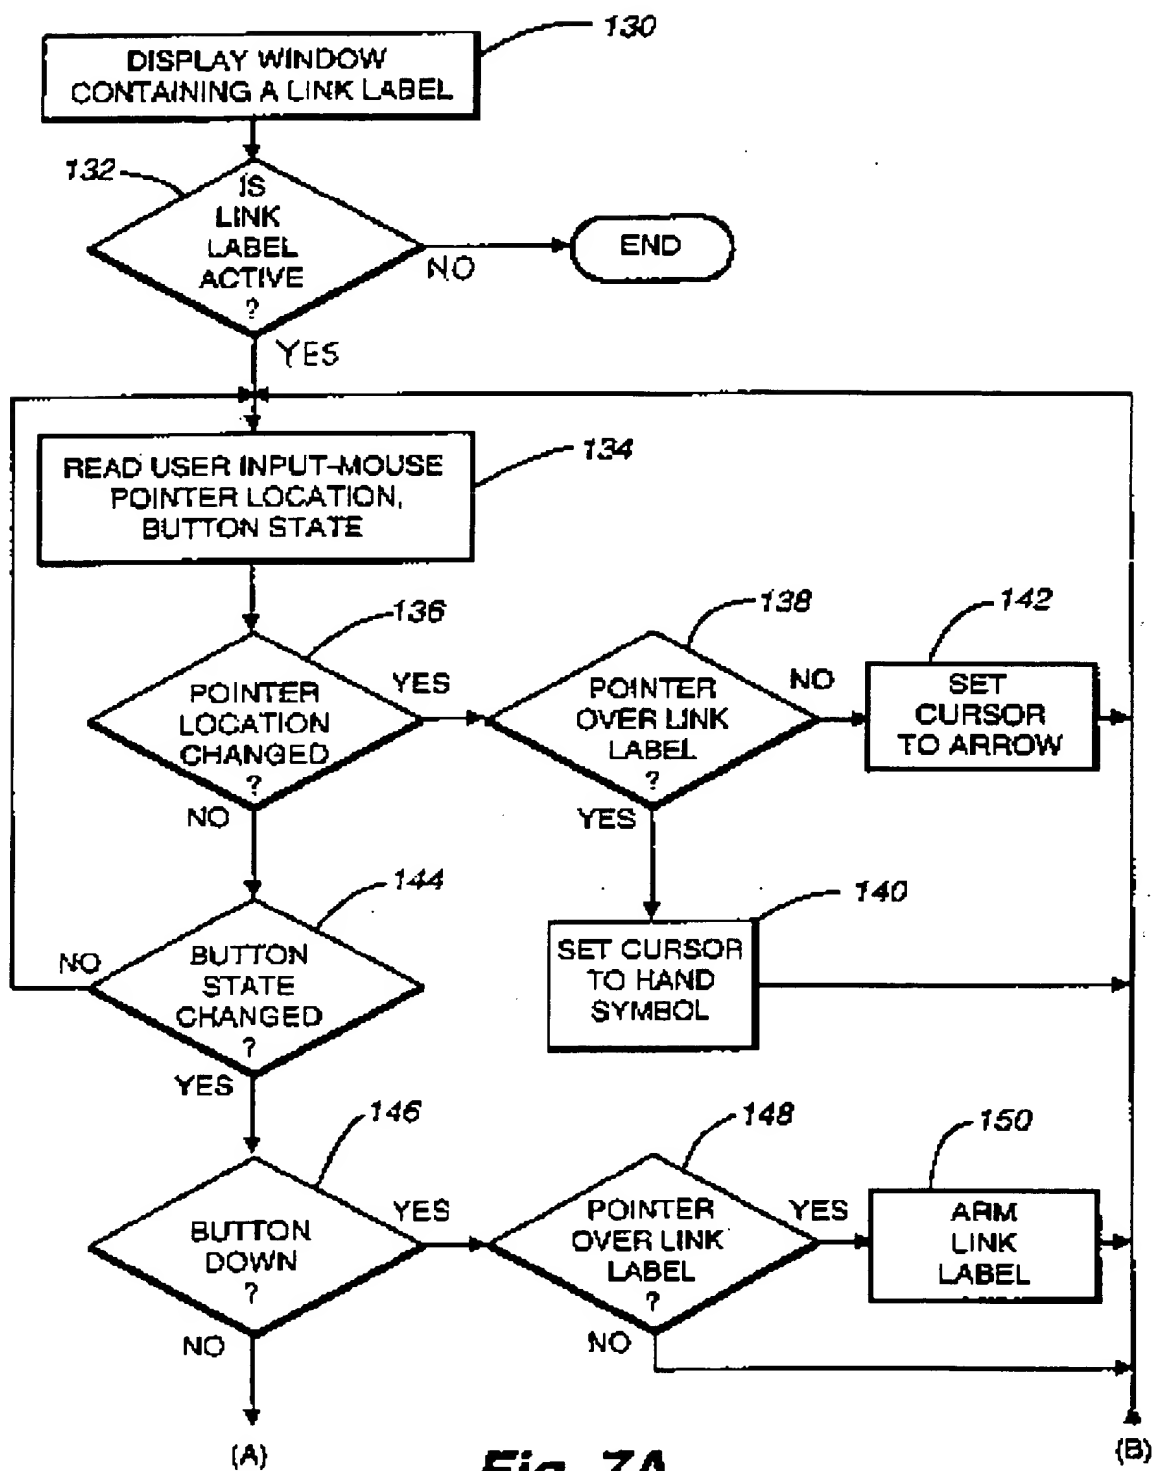 130
DISPLAY WINDOW
CONTAINING A LINK LABEL
132
IS
LINK
LABEL
ACTIVE
?
NO
END
YES
134
READ USER INPUT-MOUSE
POINTER LOCATION,
BUTTON STATE
136
POINTER
LOCATION
CHANGED
?
YES
NO
138
POINTER
OVER LINK
LABEL
?
NO
YES
142
SET
CURSOR
TO ARROW
140
SET CURSOR
TO HAND
SYMBOL
144
BUTTON
STATE
CHANGED
?
NO
YES
146
BUTTON
DOWN
?
YES
NO
148
POINTER
OVER LINK
LABEL
?
YES
NO
150
ARM
LINK
LABEL
(A)
(B)
Fig. 7A